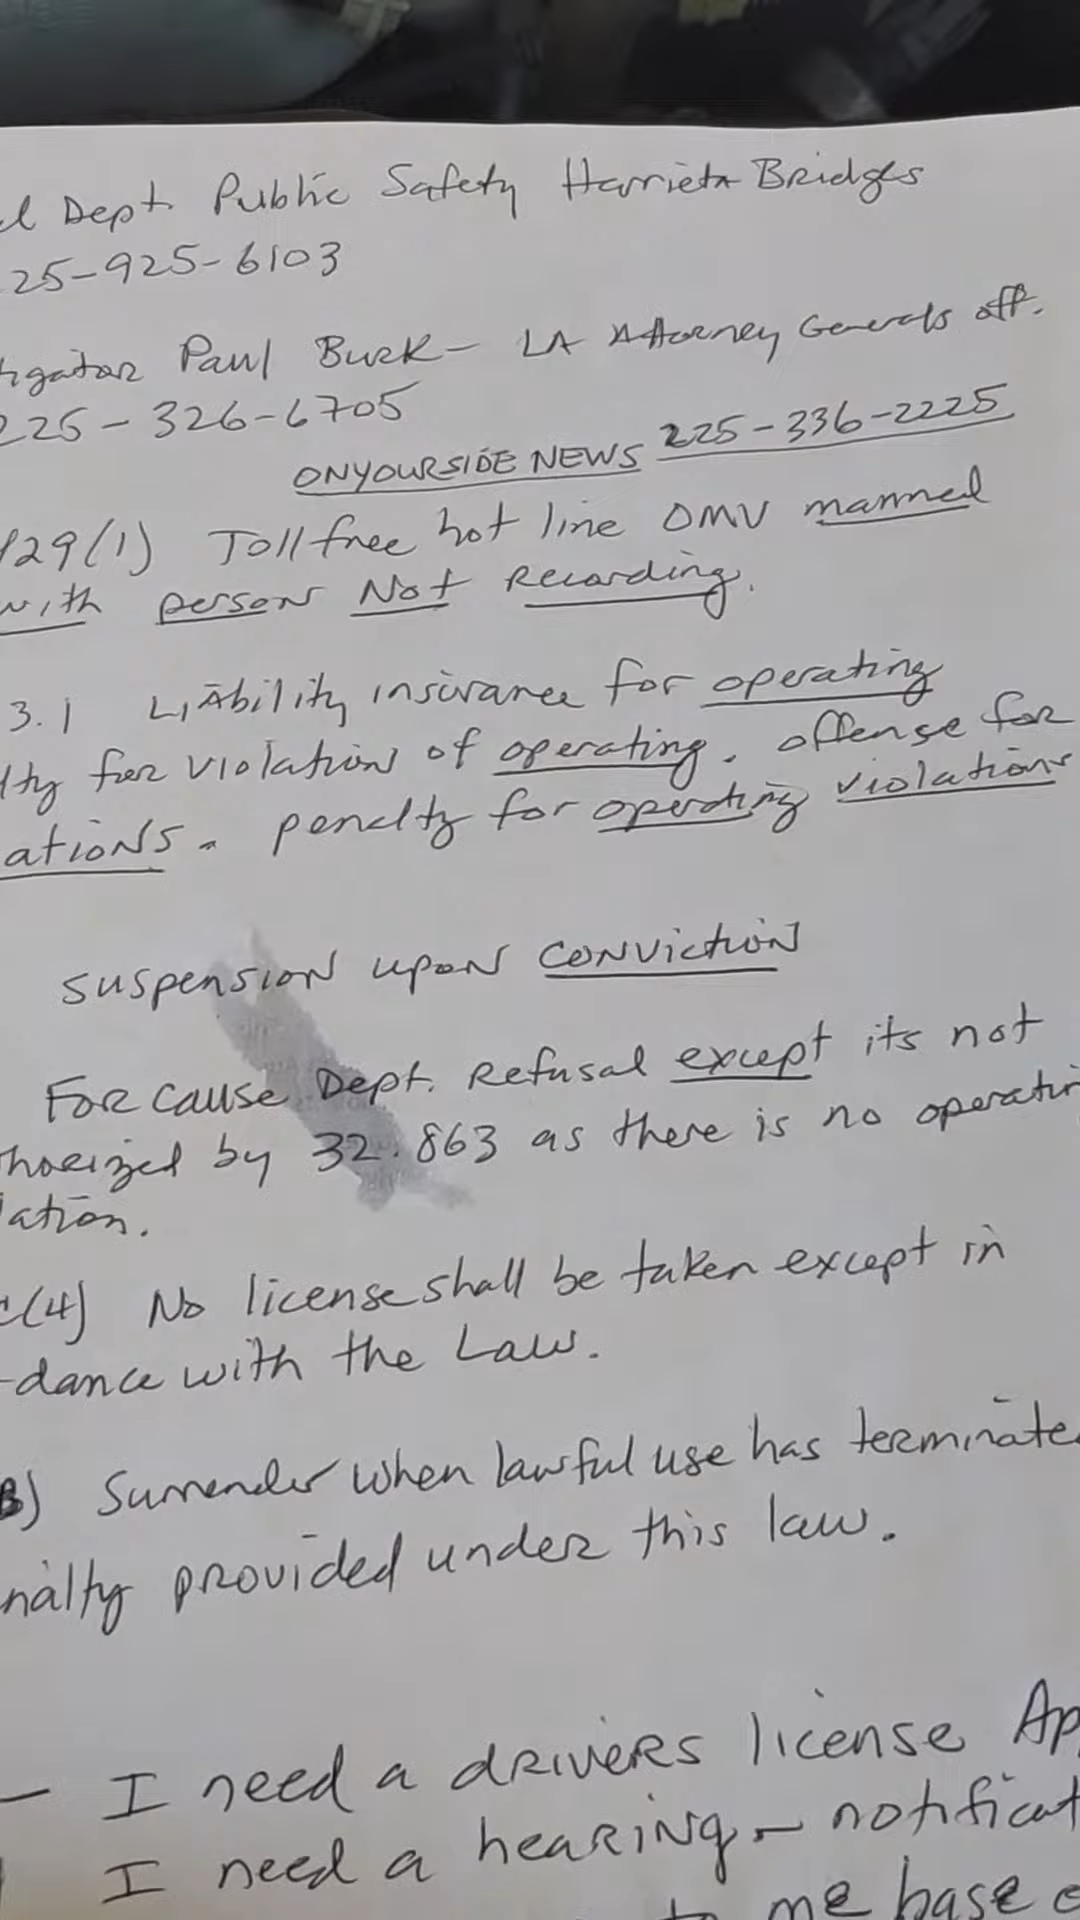 Dept. Public Safety Harrieta Bridges
25-925-6103
tigator Paul Burk - LA Attorney Generals off.
225-326-6705
ONYOURSIDE NEWS 225-336-2225
429(1) Toll free hot line OMV manned
with person Not Recording.
3.1 Liability insurance for operating
lty for violation of operating. offense for
ations. penalty for operating violations
suspension upon conviction
For cause Dept. Refusal except its not
horized by 32.863 as there is no operatin
lation.
c(4) No license shall be taken except in
dance with the Law.
B) Surrender when lawful use has terminate
nalty provided under this law.
- I need a drivers license Ap
I need a hearing - notificat
to me base